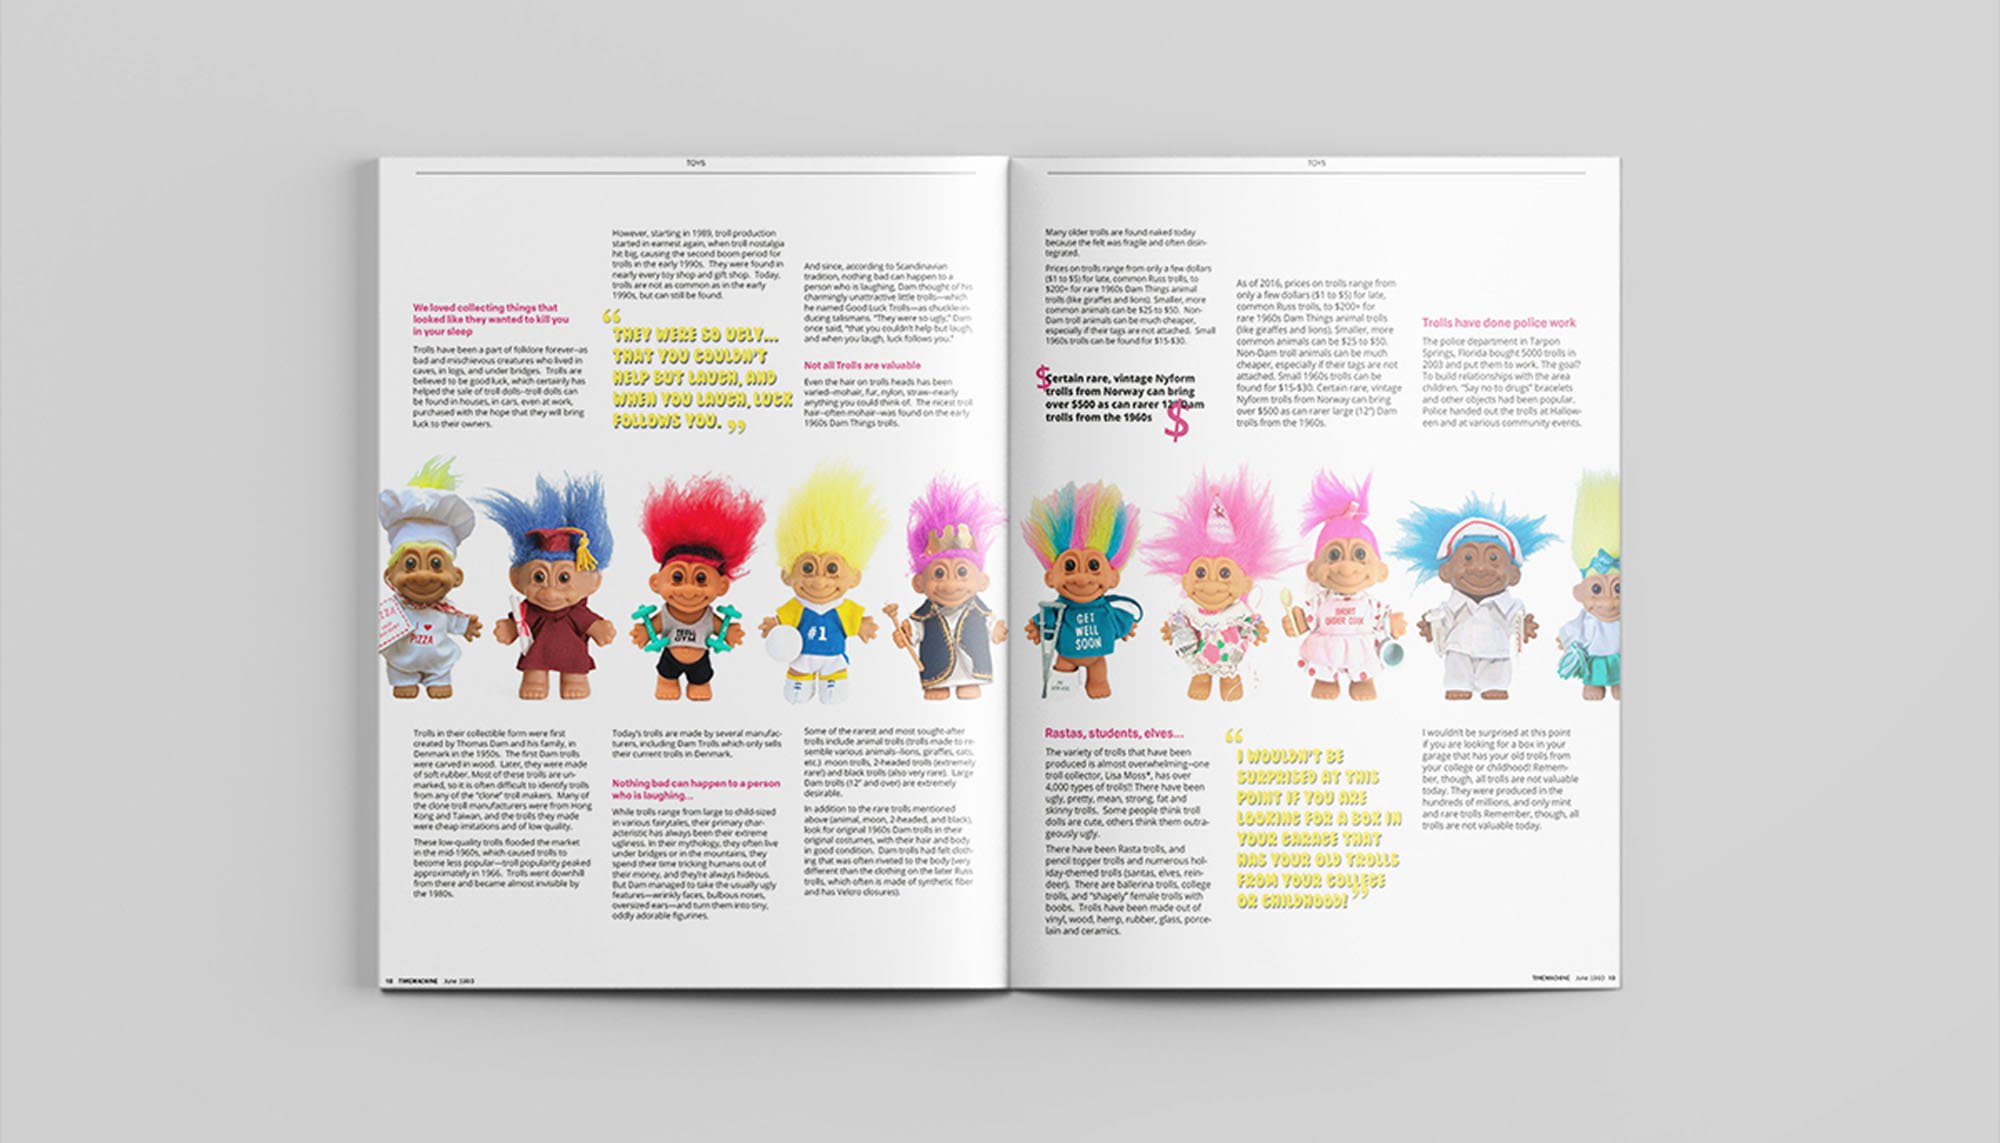 TOYS
We loved collecting things that
looked like they wanted to kill you
in your sleep
Trolls have been a part of folklore forever--as
bad and mischievous creatures who lived in
caves, in logs, and under bridges. Trolls are
believed to be good luck, which certainly has
helped the sale of troll dolls--troll dolls can
be found in houses, in cars, even at work,
purchased with the hope that they will bring
luck to their owners.
However, starting in 1989, troll production
started in earnest again, when troll nostalgia
hit big, causing the second boom period for
trolls in the early 1990s. They were found in
nearly every toy shop and gift shop. Today,
trolls are not as common as in the early
1990s, but can still be found.
“
THEY WERE SO UGLY...
THAT YOU COULDN'T
HELP BUT LAUGH, AND
WHEN YOU LAUGH, LUCK
FOLLOWS YOU. ”
And since, according to Scandinavian
tradition, nothing bad can happen to a
person who is laughing, Dam thought of his
charmingly unattractive little trolls—which
he named Good Luck Trolls—as chuckle-in-
ducing talismans. "They were so ugly," Dam
once said, "that you couldn't help but laugh,
and when you laugh, luck follows you."
Not all Trolls are valuable
Even the hair on trolls heads has been
varied--mohair, fur, nylon, straw--nearly
anything you could think of. The nicest troll
hair--often mohair--was found on the early
1960s Dam Things trolls.
I ♥
PIZZA
TROLL
GYM
#1
Trolls in their collectible form were first
created by Thomas Dam and his family, in
Denmark in the 1950s. The first Dam trolls
were carved in wood. Later, they were made
of soft rubber. Most of these trolls are un-
marked, so it is often difficult to identify trolls
from any of the "clone" troll makers. Many of
the clone troll manufacturers were from Hong
Kong and Taiwan, and the trolls they made
were cheap imitations and of low quality.
These low-quality trolls flooded the market
in the mid-1960s, which caused trolls to
become less popular—troll popularity peaked
approximately in 1966. Trolls went downhill
from there and became almost invisible by
the 1980s.
Today's trolls are made by several manufac-
turers, including Dam Trolls which only sells
their current trolls in Denmark.
Nothing bad can happen to a person
who is laughing...
While trolls range from large to child-sized
in various fairytales, their primary char-
acteristic has always been their extreme
ugliness. In their mythology, they often live
under bridges or in the mountains, they
spend their time tricking humans out of
their money, and they're always hideous.
But Dam managed to take the usually ugly
features—wrinkly faces, bulbous noses,
oversized ears—and turn them into tiny,
oddly adorable figurines.
Some of the rarest and most sought-after
trolls include animal trolls (trolls made to re-
semble various animals--lions, giraffes, cats,
etc.) moon trolls, 2-headed trolls (extremely
rare!) and black trolls (also very rare). Large
Dam trolls (12" and over) are extremely
desirable.
In addition to the rare trolls mentioned
above (animal, moon, 2-headed, and black),
look for original 1960s Dam trolls in their
original costumes, with their hair and body
in good condition. Dam trolls had felt cloth-
ing that was often riveted to the body (very
different than the clothing on the later Russ
trolls, which often is made of synthetic fiber
and has Velcro closures).
18 TIMEMACHINE June 1993
TOYS
Many older trolls are found naked today
because the felt was fragile and often disin-
tegrated.
Prices on trolls range from only a few dollars
($1 to $5) for late, common Russ trolls, to
$200+ for rare 1960s Dam Things animal
trolls (like giraffes and lions). Smaller, more
common animals can be $25 to $50. Non-
Dam troll animals can be much cheaper,
especially if their tags are not attached. Small
1960s trolls can be found for $15-$30.
$
Certain rare, vintage Nyform
trolls from Norway can bring
over $500 as can rarer 12" Dam
trolls from the 1960s
$
As of 2016, prices on trolls range from
only a few dollars ($1 to $5) for late,
common Russ trolls, to $200+ for
rare 1960s Dam Things animal trolls
(like giraffes and lions). Smaller, more
common animals can be $25 to $50.
Non-Dam troll animals can be much
cheaper, especially if their tags are not
attached. Small 1960s trolls can be
found for $15-$30. Certain rare, vintage
Nyform trolls from Norway can bring
over $500 as can rarer large (12") Dam
trolls from the 1960s.
Trolls have done police work
The police department in Tarpon
Springs, Florida bought 5000 trolls in
2003 and put them to work. The goal?
To build relationships with the area
children. "Say no to drugs" bracelets
and other objects had been popular.
Police handed out the trolls at Hallow-
een and at various community events.
GET
WELL
SOON
SHORT
ORDER COOK
Rastas, students, elves...
The variety of trolls that have been
produced is almost overwhelming—one
troll collector, Lisa Moss*, has over
4,000 types of trolls!! There have been
ugly, pretty, mean, strong, fat and
skinny trolls. Some people think troll
dolls are cute, others think them outra-
geously ugly.
There have been Rasta trolls, and
pencil topper trolls and numerous hol-
iday-themed trolls (santas, elves, rein-
deer). There are ballerina trolls, college
trolls, and "shapely" female trolls with
boobs. Trolls have been made out of
vinyl, wood, hemp, rubber, glass, porce-
lain and ceramics.
“
I WOULDN'T BE
SURPRISED AT THIS
POINT IF YOU ARE
LOOKING FOR A BOX IN
YOUR GARAGE THAT
HAS YOUR OLD TROLLS
FROM YOUR COLLEGE
OR CHILDHOOD! ”
I wouldn't be surprised at this point
if you are looking for a box in your
garage that has your old trolls from
your college or childhood! Remem-
ber, though, all trolls are not valuable
today. They were produced in the
hundreds of millions, and only mint
and rare trolls Remember, though, all
trolls are not valuable today.
TIMEMACHINE June 1993 19